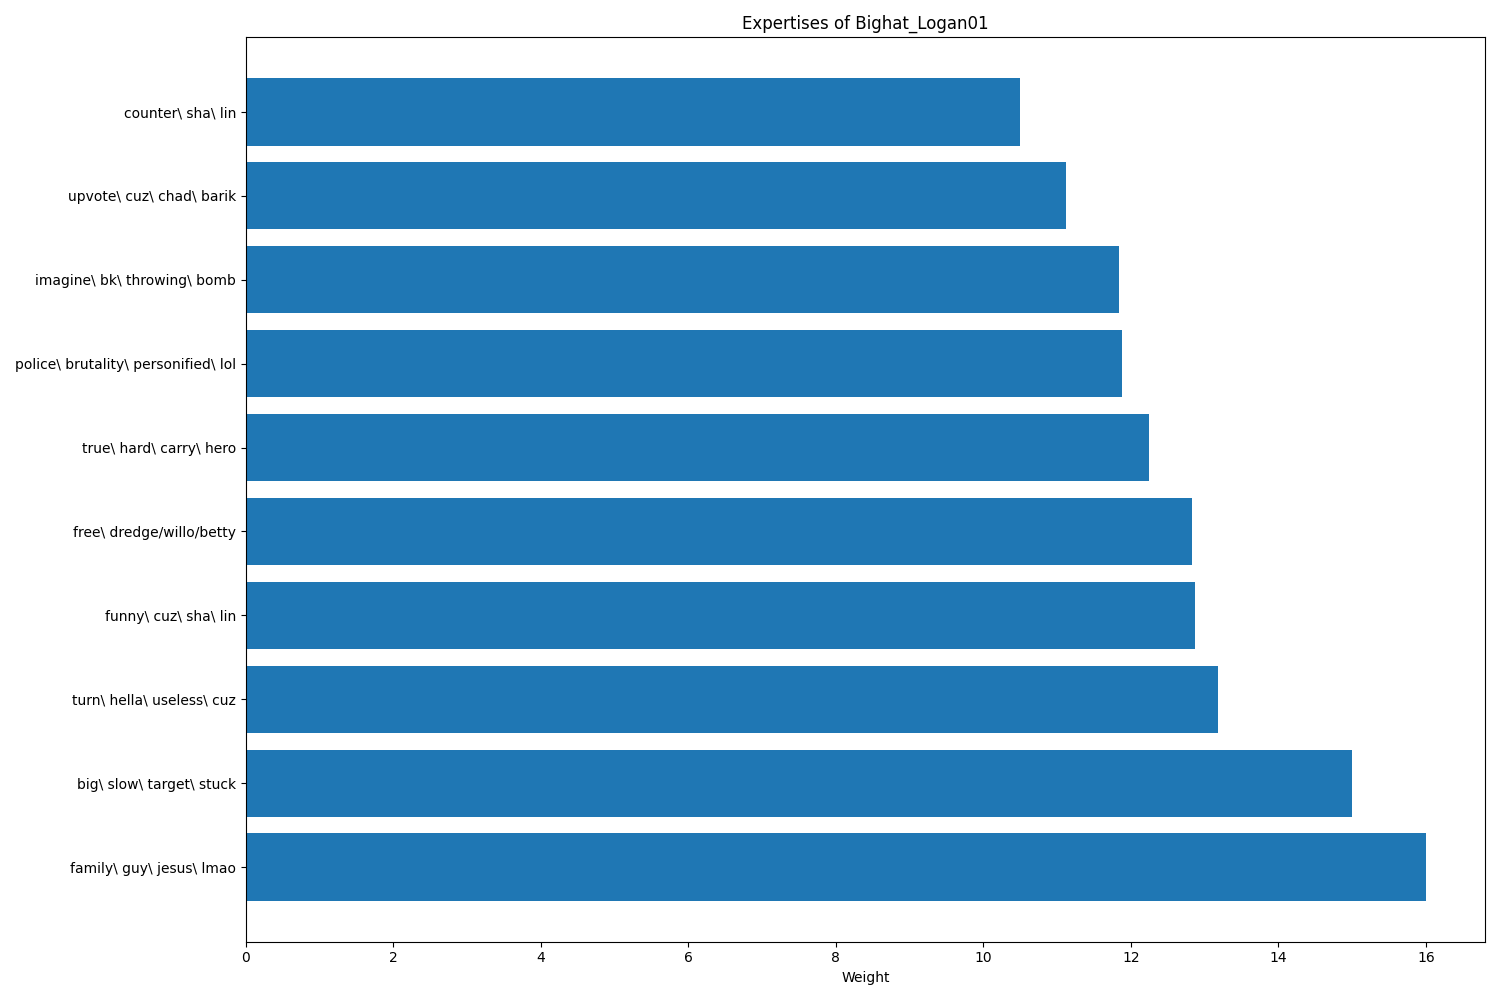 Expertises of Bighat_Logan01
counter\ sha\ lin
upvote\ cuz\ chad\ barik
imagine\ bk\ throwing\ bomb
police\ brutality\ personified\ lol
true\ hard\ carry\ hero
free\ dredge/willo/betty
funny\ cuz\ sha\ lin
turn\ hella\ useless\ cuz
big\ slow\ target\ stuck
family\ guy\ jesus\ lmao
0 2 4 6 8 10 12 14 16
Weight